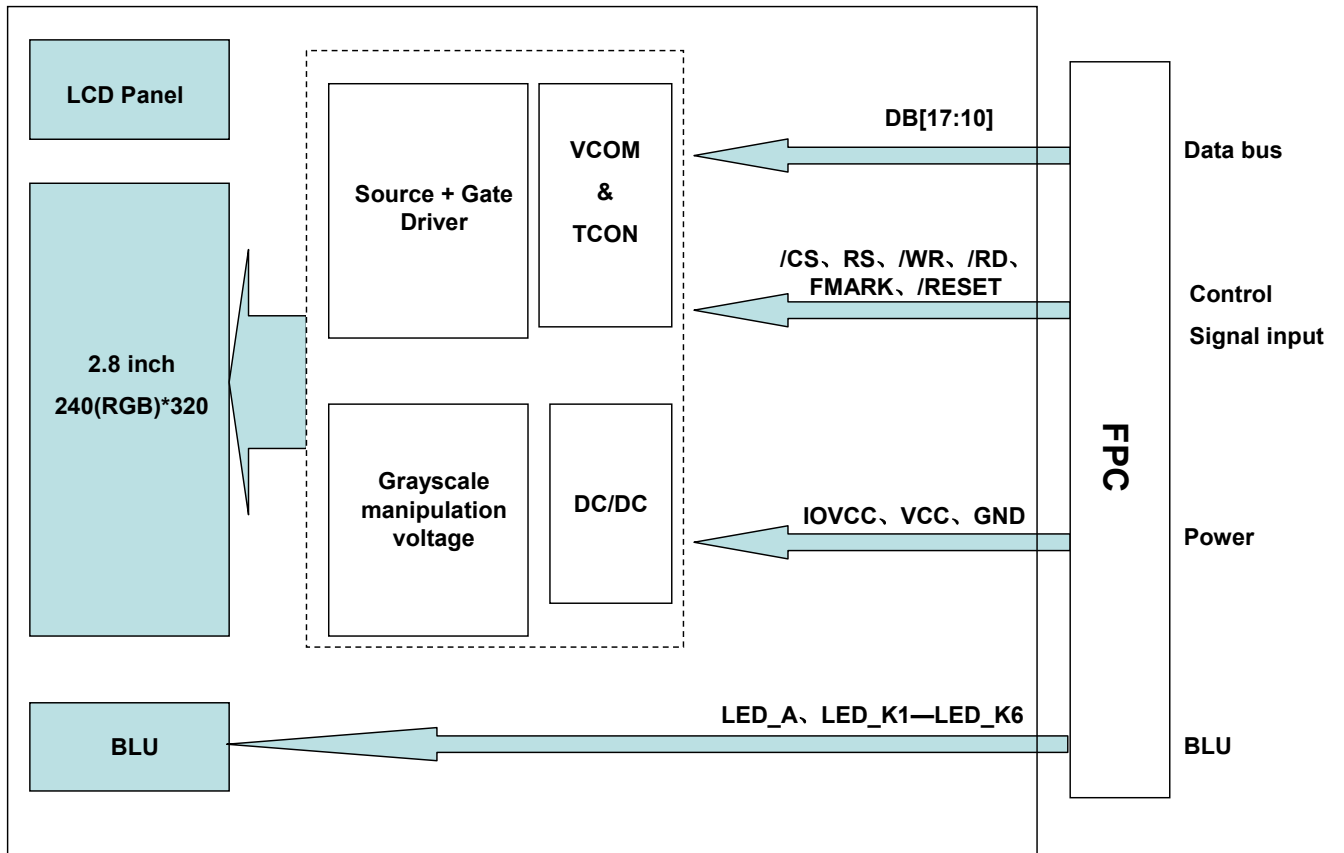 LCD Panel
2.8 inch
240(RGB)*320
BLU
Source + Gate
Driver
VCOM
&
TCON
Grayscale
manipulation
voltage
DC/DC
DB[17:10]
/CS、RS、/WR、/RD、
FMARK、/RESET
IOVCC、VCC、GND
LED_A、LED_K1—LED_K6
FPC
Data bus
Control
Signal input
Power
BLU